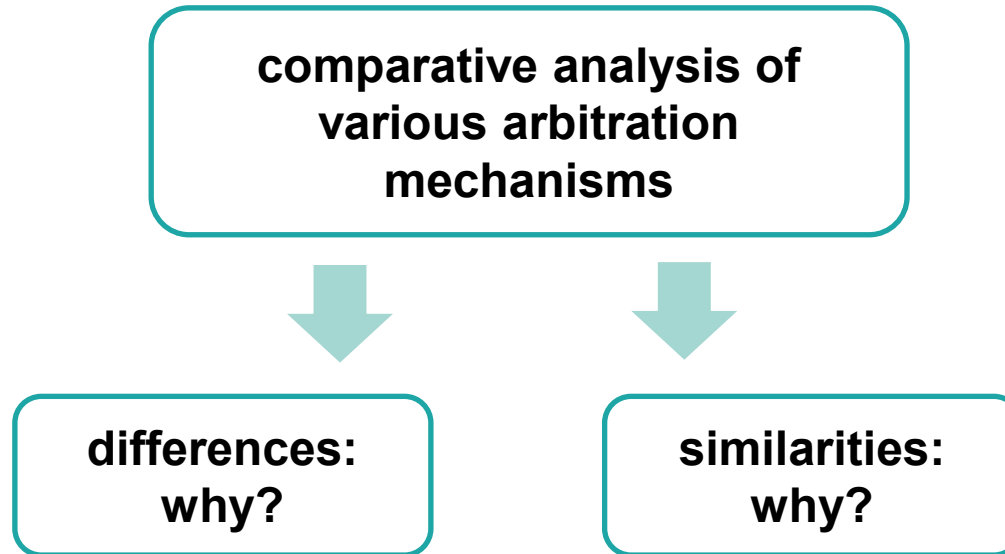 comparative analysis of
various arbitration
mechanisms
differences:
why?
similarities:
why?